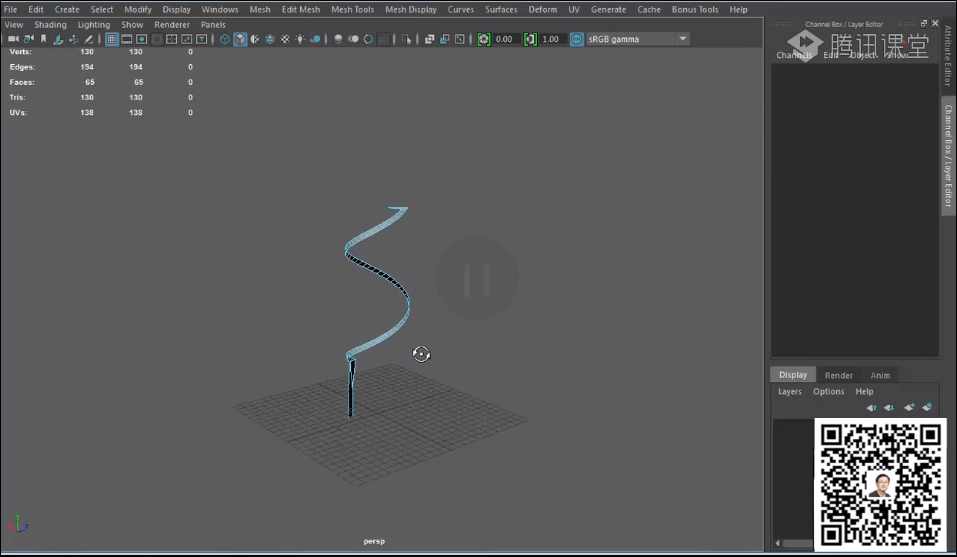 File Edit Create Select Modify Display Windows Mesh Edit Mesh Mesh Tools Mesh Display Curves Surfaces Deform UV Generate Cache Bonus Tools Help
View Shading Lighting Show Renderer Panels
Channel Box / Layer Editor
0.00 1.00 sRGB gamma
腾讯课堂
Channels Edit Object Show
Verts: 130 130 0
Edges: 194 194 0
Faces: 65 65 0
Tris: 130 130 0
UVs: 138 138 0
Attribute Editor
Channel Box / Layer Editor
Display Render Anim
Layers Options Help
persp